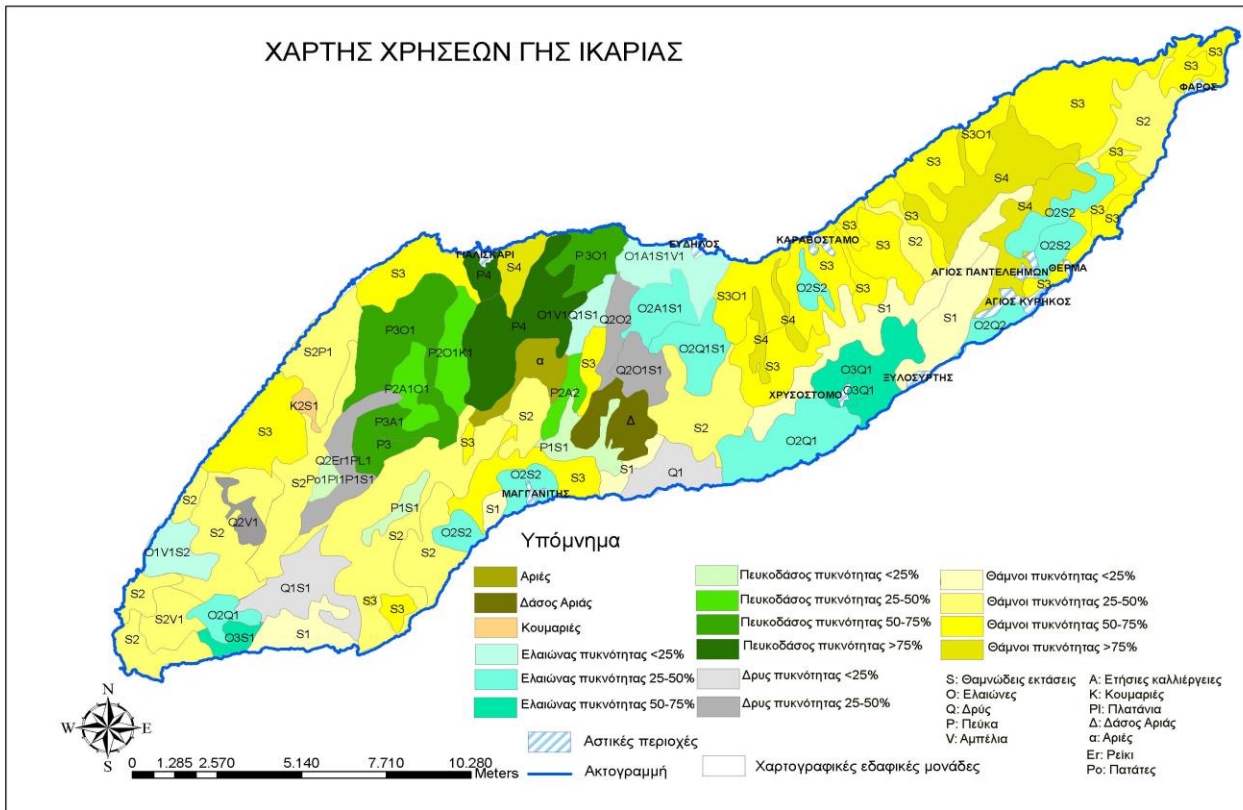 ΧΑΡΤΗΣ ΧΡΗΣΕΩΝ ΓΗΣ ΙΚΑΡΙΑΣ
S3
S3
ΦΑΡΟΣ
S3
S2
S3O1
S3
S3
S4
S3
S4
O2S2
S3
S3
S3
S2
O2S2
ΓΙΑΛΙΣΚΑΡΙ
P4
S4
S3
P3O1
ΕΥΔΗΛΟΣ
O1A1S1V1
ΚΑΡΑΒΟΣΤΑΜΟ
S3
S3
S3
ΑΓΙΟΣ ΠΑΝΤΕΛΕΗΜΩΝ
ΘΕΡΜΑ
S3
O2S2
S3
ΑΓΙΟΣ ΚΥΡΗΚΟΣ
S3O1
O2A1S1
O1V1Q1S1
Q2O2
P4
S1
S1
O2Q2
P3O1
P2O1K1
S4
S4
S3
α
S3
O2Q1S1
Q2O1S1
S2P1
P2A1O1
P2A2
O3Q1
O3Q1
ΞΥΛΟΣΥΡΤΗΣ
ΧΡΥΣΟΣΤΟΜΟ
K2S1
S2
P3A1
Δ
S2
S3
P3
S3
P1S1
O2Q1
Q2Er1PL1
S1
Q1
S2
Po1Pl1P1S1
O2S2
S3
ΜΑΓΓΑΝΙΤΗΣ
S2
P1S1
S1
Q2V1
S2
S2
O2S2
S2
O1V1S2
Q1S1
S2
S2V1
O2Q1
S3
S3
S2
O3S1
S1
Υπόμνημα
Αριές
Δάσος Αριάς
Κουμαριές
Ελαιώνας πυκνότητας <25%
Ελαιώνας πυκνότητας 25-50%
Ελαιώνας πυκνότητας 50-75%
Πευκοδάσος πυκνότητας <25%
Πευκοδάσος πυκνότητας 25-50%
Πευκοδάσος πυκνότητας 50-75%
Πευκοδάσος πυκνότητας >75%
Δρυς πυκνότητας <25%
Δρυς πυκνότητας 25-50%
Θάμνοι πυκνότητας <25%
Θάμνοι πυκνότητας 25-50%
Θάμνοι πυκνότητας 50-75%
Θάμνοι πυκνότητας >75%
S: Θαμνώδεις εκτάσεις
O: Ελαιώνες
Q: Δρύς
P: Πεύκα
V: Αμπέλια
A: Ετήσιες καλλιέργειες
K: Κουμαριές
Pl: Πλατάνια
Δ: Δάσος Αριάς
α: Αριές
Er: Ρείκι
Po: Πατάτες
Αστικές περιοχές
Ακτογραμμή
Χαρτογραφικές εδαφικές μονάδες
N
W E
S
0 1.285 2.570 5.140 7.710 10.280
Meters